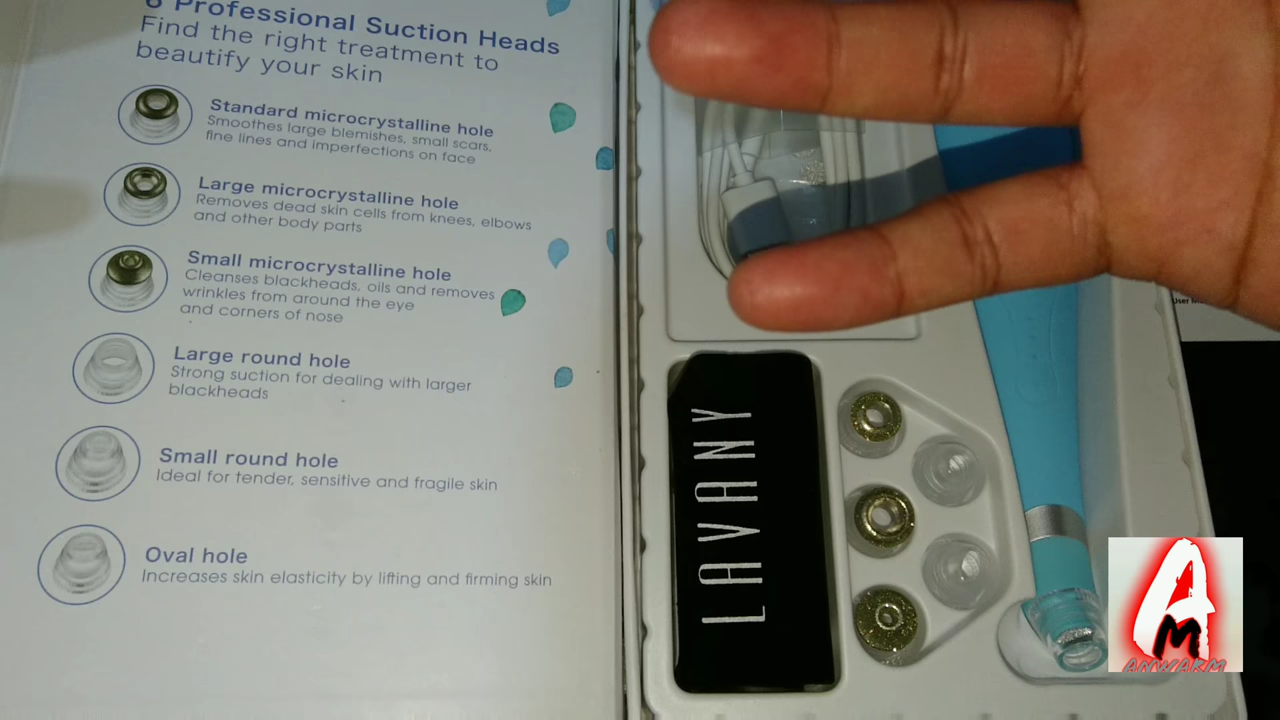 6 Professional Suction Heads
Find the right treatment to
beautify your skin
Standard microcrystalline hole
Smoothes large blemishes, small scars,
fine lines and imperfections on face
Large microcrystalline hole
Removes dead skin cells from knees, elbows
and other body parts
Small microcrystalline hole
Cleanses blackheads, oils and removes
wrinkles from around the eye
and corners of nose
Large round hole
Strong suction for dealing with larger
blackheads
Small round hole
Ideal for tender, sensitive and fragile skin
Oval hole
Increases skin elasticity by lifting and firming skin
LAVANY
User
AM
ANWARM